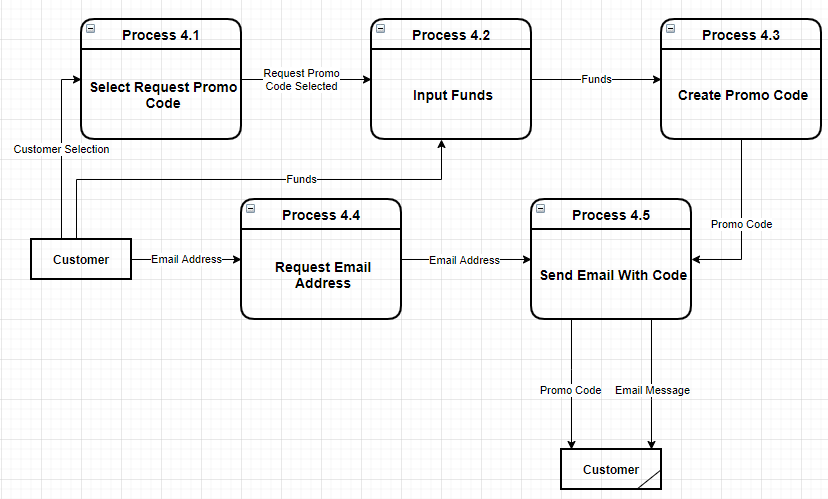 Process 4.1
Select Request Promo
Code
Request Promo
Code Selected
Process 4.2
Input Funds
Funds
Process 4.3
Create Promo Code
Customer Selection
Funds
Customer
Email Address
Process 4.4
Request Email
Address
Email Address
Process 4.5
Send Email With Code
Promo Code
Promo Code
Email Message
Customer